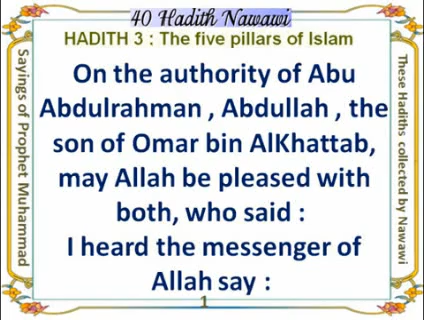 40 Hadith Nawawi
HADITH 3 : The five pillars of Islam
Sayings of Prophet Muhammad
On the authority of Abu
Abdulrahman , Abdullah , the
son of Omar bin AlKhattab,
may Allah be pleased with
both, who said :
I heard the messenger of
Allah say :
These Hadiths collected by Nawawi
1